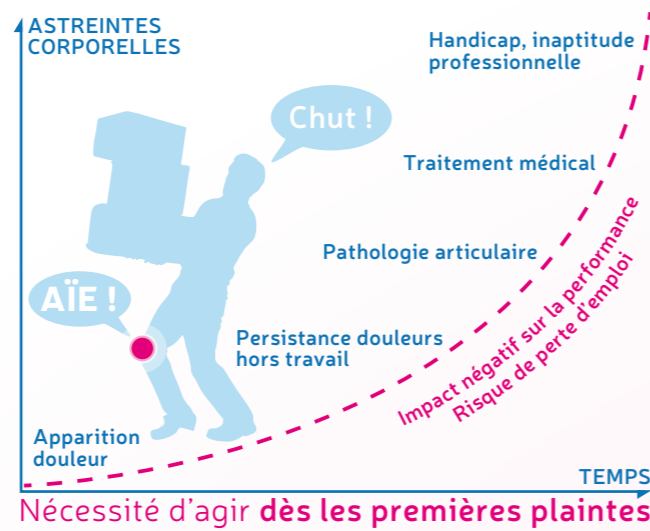 ASTREINTES
CORPORELLES
Handicap, inaptitude
professionnelle
Chut !
Traitement médical
Pathologie articulaire
AÏE !
Persistance douleurs
hors travail
Impact négatif sur la performance
Risque de perte d'emploi
Apparition
douleur
TEMPS
Nécessité d'agir dès les premières plaintes